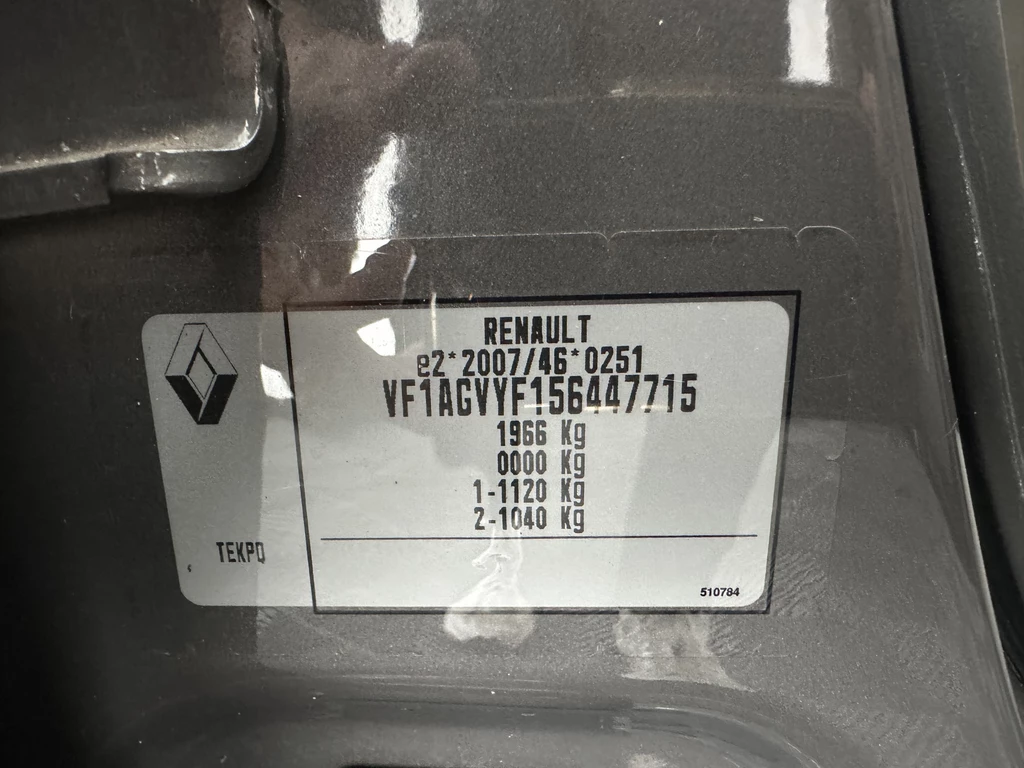 RENAULT
e2*2007/46*0251
VF1AGVYF156447715
1966 Kg
0000 Kg
1-1120 Kg
2-1040 Kg
TEKPQ
510784